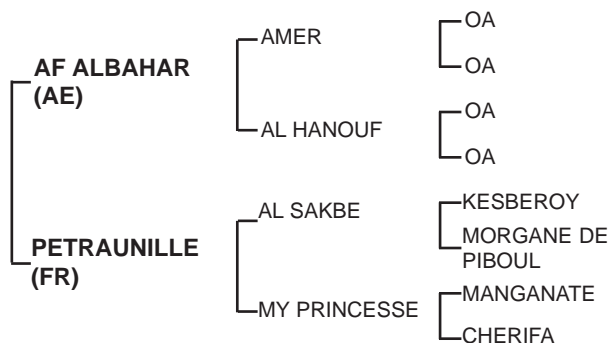 AMER
OA
OA
AF ALBAHAR
(AE)
AL HANOUF
OA
OA
AL SAKBE
KESBEROY
MORGANE DE
PIBOUL
PETRAUNILLE
(FR)
MY PRINCESSE
MANGANATE
CHERIFA